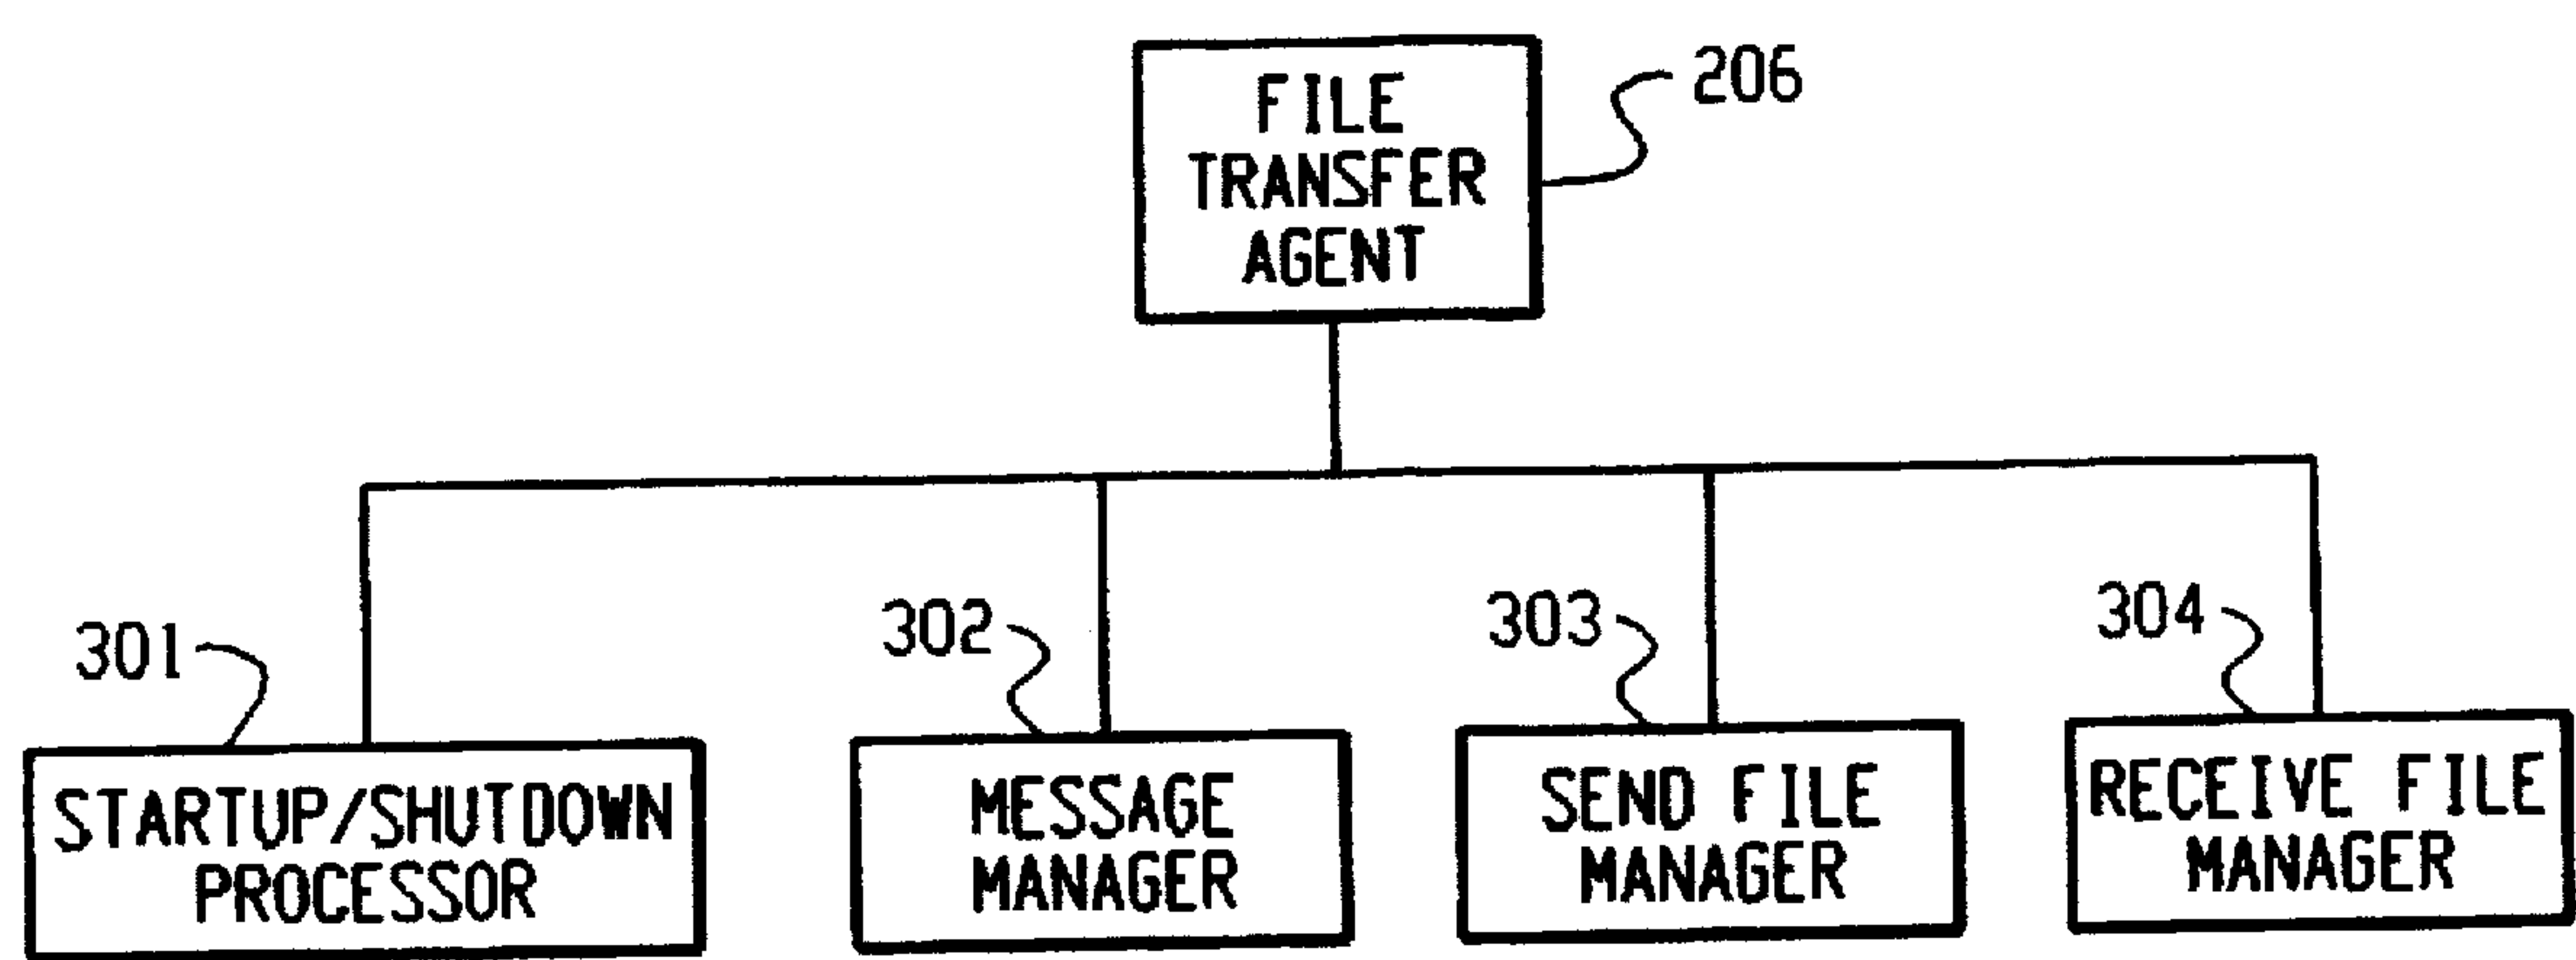 FILE
TRANSFER
AGENT
206
301
302
303
304
STARTUP/SHUTDOWN
PROCESSOR
MESSAGE
MANAGER
SEND FILE
MANAGER
RECEIVE FILE
MANAGER